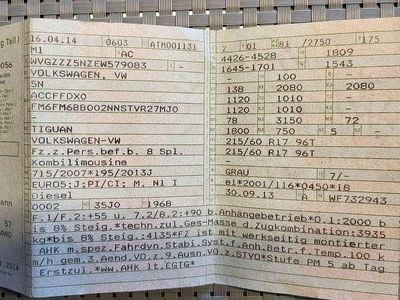 g Teil I
16.04.14 0603 ATM001131
M1 AC
WVGZZZ5NZEW579083 -
VOLKSWAGEN, VW
5N
ACCFFDX0
FM6FM68B002NNSTVR27MJ0
-
TIGUAN
VOLKSWAGEN-VW
Fz.z.Pers.bef.b. 8 Spl.
Kombilimousine
715/2007*195/2013J
EURO5;J;PI/CI; M, N1 I
Diesel
0002 35J0 1968
2 01 81 /2750 175
4426-4528 1809
1645-1701 1543
- 100 -
138 2080 2080
1120 1010 -
1120 1010 -
78 3150 72
1800 750 5 -
215/60 R17 96T
215/60 R17 96T
-
GRAU 7/-
e1*2001/116*0450*18
30.09.13 A WF732943
F.1/F.2:+55 u. 7.2/8.2:+90 b.Anhängebetrieb*O.1:2000 b
is 8% Steig.*techn.zul.Ges-Masse d.Zugkombination:3935
kg*bis 8% Steig.:4135*Fz.ist mit werkseitig montierter
AHK m.spez.Fahrdyn.Stabi.Syst.f.Anh.Betr.f.Temp.100 k
m/h gem.3.Aend.VO.z.9.Ausn.VO.z.STVO*Stufe PM 5 ab Tag
Erstzul.*ww.AHK lt.EGTG*
.2014
57